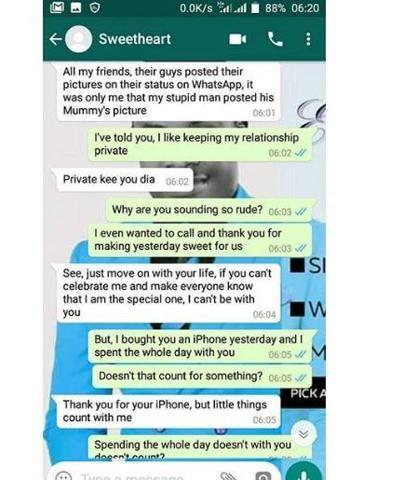 0.0K/s 88% 06:20
Sweetheart
All my friends, their guys posted their
pictures on their status on WhatsApp, it
was only me that my stupid man posted his
Mummy's picture 06:01
I've told you, I like keeping my relationship
private 06:02
Private kee you dia 06:02
Why are you sounding so rude? 06:03
I even wanted to call and thank you for
making yesterday sweet for us 06:03
See, just move on with your life, if you can't
celebrate me and make everyone know
that I am the special one, I can't be with
you 06:04
But, I bought you an iPhone yesterday and I
spent the whole day with you 06:05
Doesn't that count for something? 06:05
PICK A
Thank you for your iPhone, but little things
count with me 06:05
Spending the whole day doesn't with you
doesn't count?
Type a message